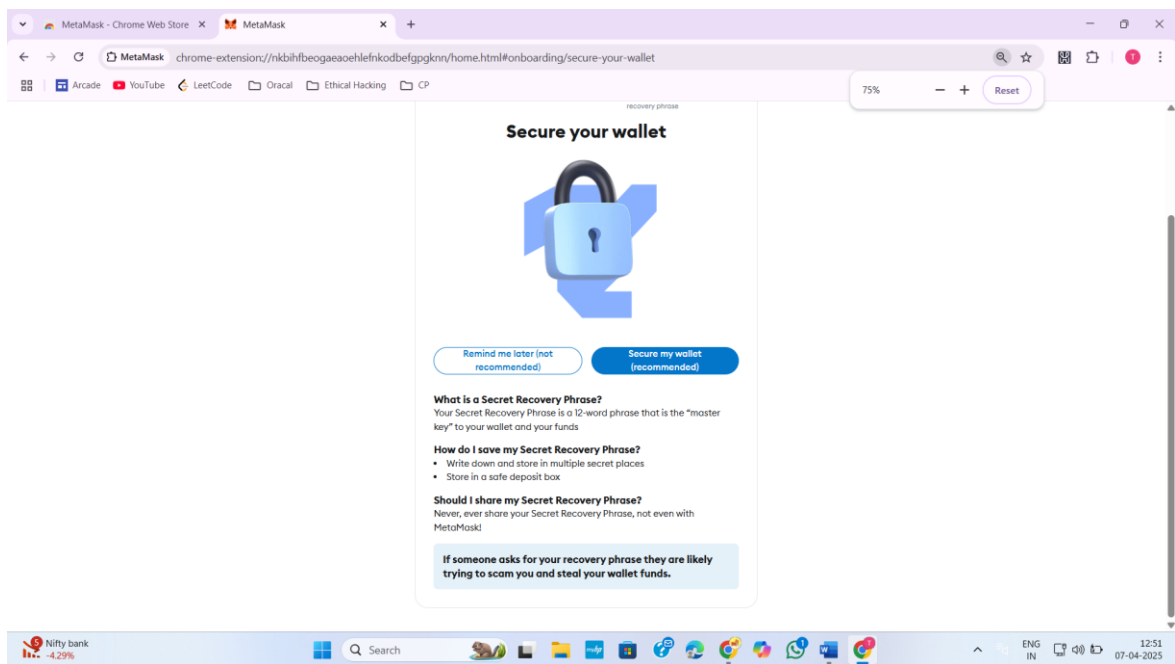 MetaMask - Chrome Web Store
MetaMask
MetaMask
chrome-extension://nkbihfbeogaeaoehlefnkodbefgpgknn/home.html#onboarding/secure-your-wallet
Arcade
YouTube
LeetCode
Oracal
Ethical Hacking
CP
T
75%
Reset
recovery phrase
Secure your wallet
Remind me later (not
recommended)
Secure my wallet
(recommended)
What is a Secret Recovery Phrase?
Your Secret Recovery Phrase is a 12-word phrase that is the "master
key" to your wallet and your funds
How do I save my Secret Recovery Phrase?
• Write down and store in multiple secret places
• Store in a safe deposit box
Should I share my Secret Recovery Phrase?
Never, ever share your Secret Recovery Phrase, not even with
MetaMask!
If someone asks for your recovery phrase they are likely
trying to scam you and steal your wallet funds.
5
Nifty bank
-4.29%
Search
1
ENG
IN
12:51
07-04-2025